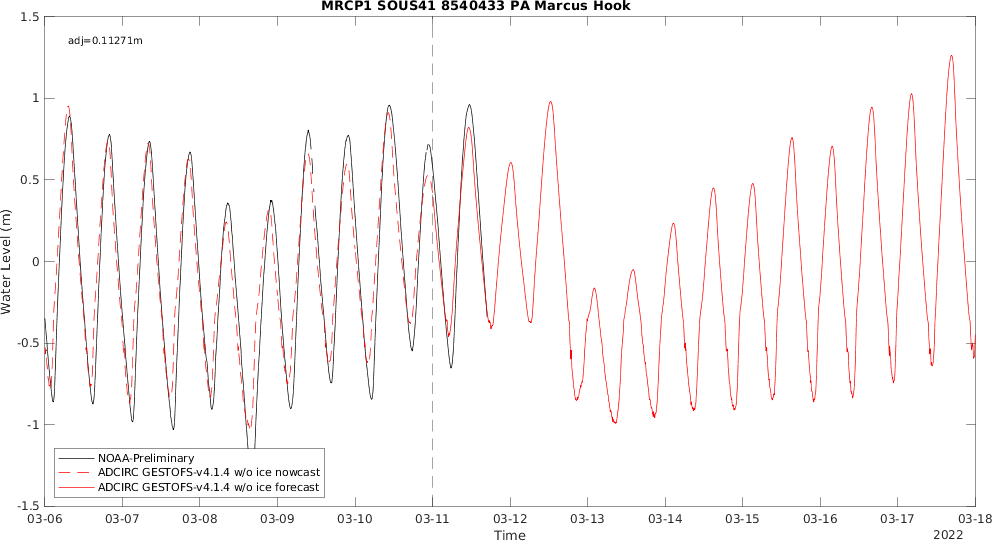 MRCP1 SOUS41 8540433 PA Marcus Hook
adj=0.11271m
1.5
1
0.5
0
-0.5
-1
-1.5
Water Level (m)
NOAA-Preliminary
ADCIRC GESTOFS-v4.1.4 w/o ice nowcast
ADCIRC GESTOFS-v4.1.4 w/o ice forecast
03-06 03-07 03-08 03-09 03-10 03-11 03-12 03-13 03-14 03-15 03-16 03-17 03-18
Time
2022